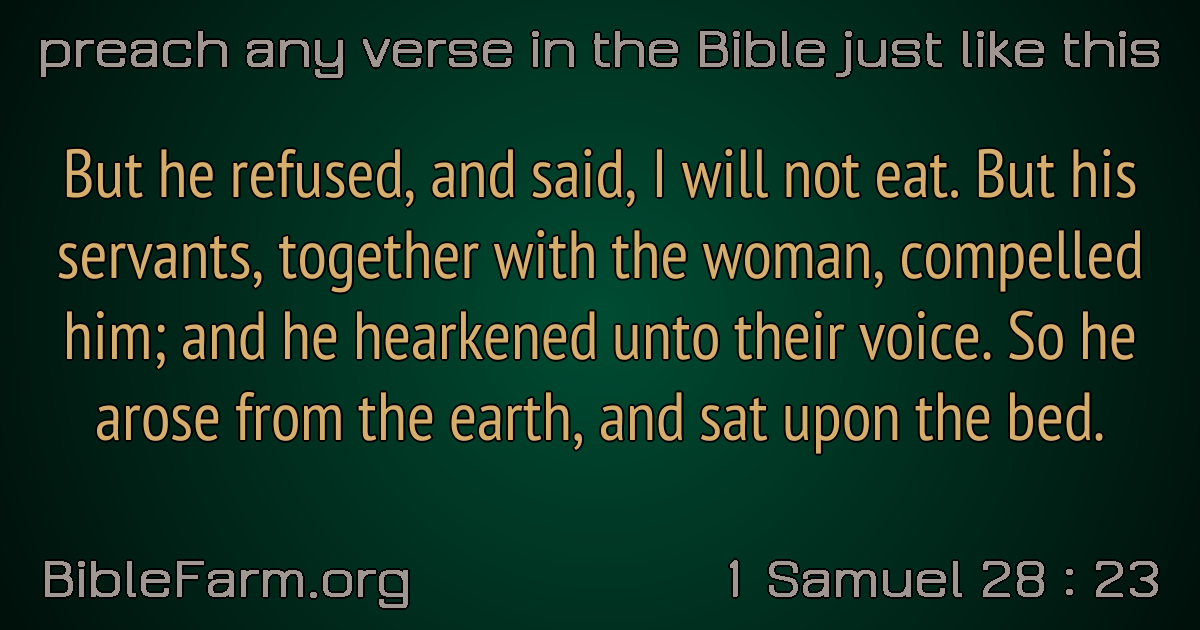 preach any verse in the Bible just like this
But he refused, and said, I will not eat. But his
servants, together with the woman, compelled
him; and he hearkened unto their voice. So he
arose from the earth, and sat upon the bed.
BibleFarm.org
1 Samuel 28 : 23